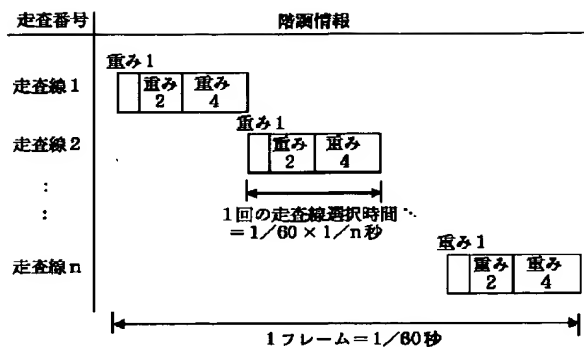 走査番号 階調情報
重み1
走査線1 重み2 重み4
重み1
走査線2 重み2 重み4
:
:
1回の走査線選択時間
=1/60×1/n秒
重み1
走査線n 重み2 重み4
1フレーム=1/60秒